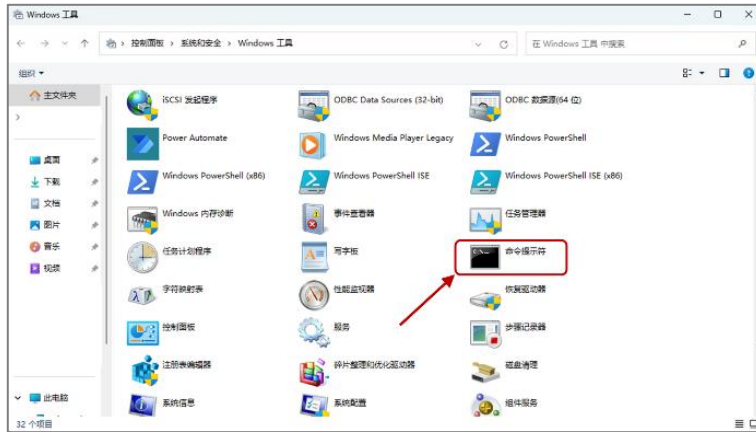 Windows 工具
控制面板 › 系统和安全 › Windows 工具
在 Windows 工具 中搜索
组织
主文件夹
桌面
下载
文档
图片
音乐
视频
此电脑
iSCSI 发起程序
ODBC Data Sources (32-bit)
ODBC 数据源(64 位)
Power Automate
Windows Media Player Legacy
Windows PowerShell
Windows PowerShell (x86)
Windows PowerShell ISE
Windows PowerShell ISE (x86)
Windows 内存诊断
事件查看器
任务管理器
任务计划程序
写字板
命令提示符
字符映射表
性能监视器
恢复驱动器
控制面板
服务
步骤记录器
注册表编辑器
碎片整理和优化驱动器
磁盘清理
系统信息
系统配置
组件服务
32 个项目